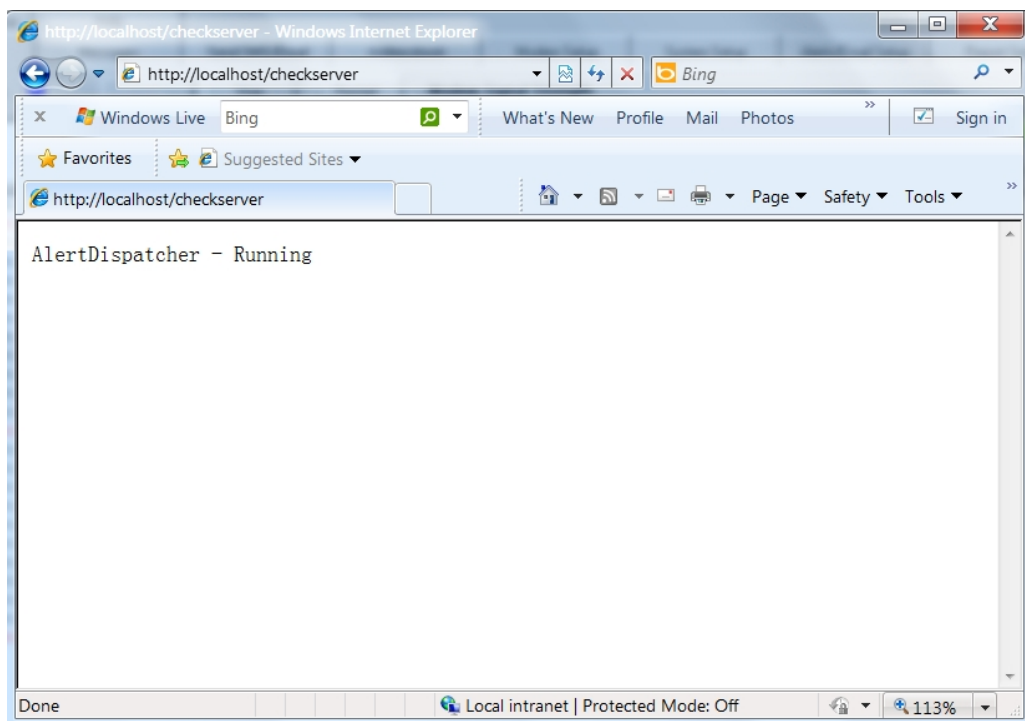 http://localhost/checkserver - Windows Internet Explorer
http://localhost/checkserver Bing
x Windows Live Bing What's New Profile Mail Photos » Sign in
Favorites Suggested Sites
http://localhost/checkserver Page Safety Tools »
AlertDispatcher - Running
Done Local intranet | Protected Mode: Off 113%